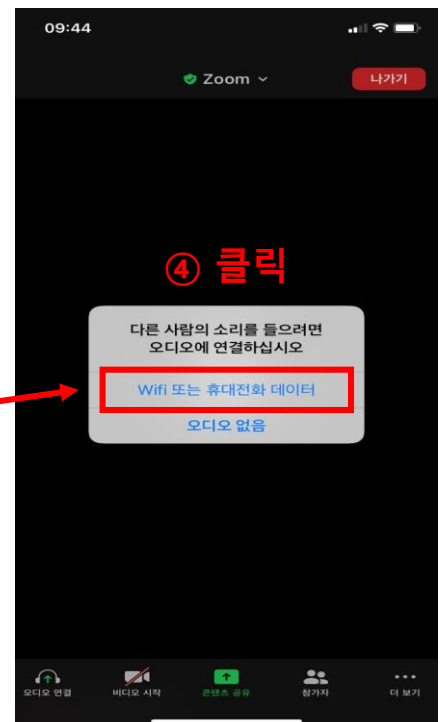 09:44
Zoom
나가기
④ 클릭
다른 사람의 소리를 들으려면
오디오에 연결하십시오
Wifi 또는 휴대전화 데이터
오디오 없음
오디오 연결
비디오 시작
콘텐츠 공유
참가자
더 보기